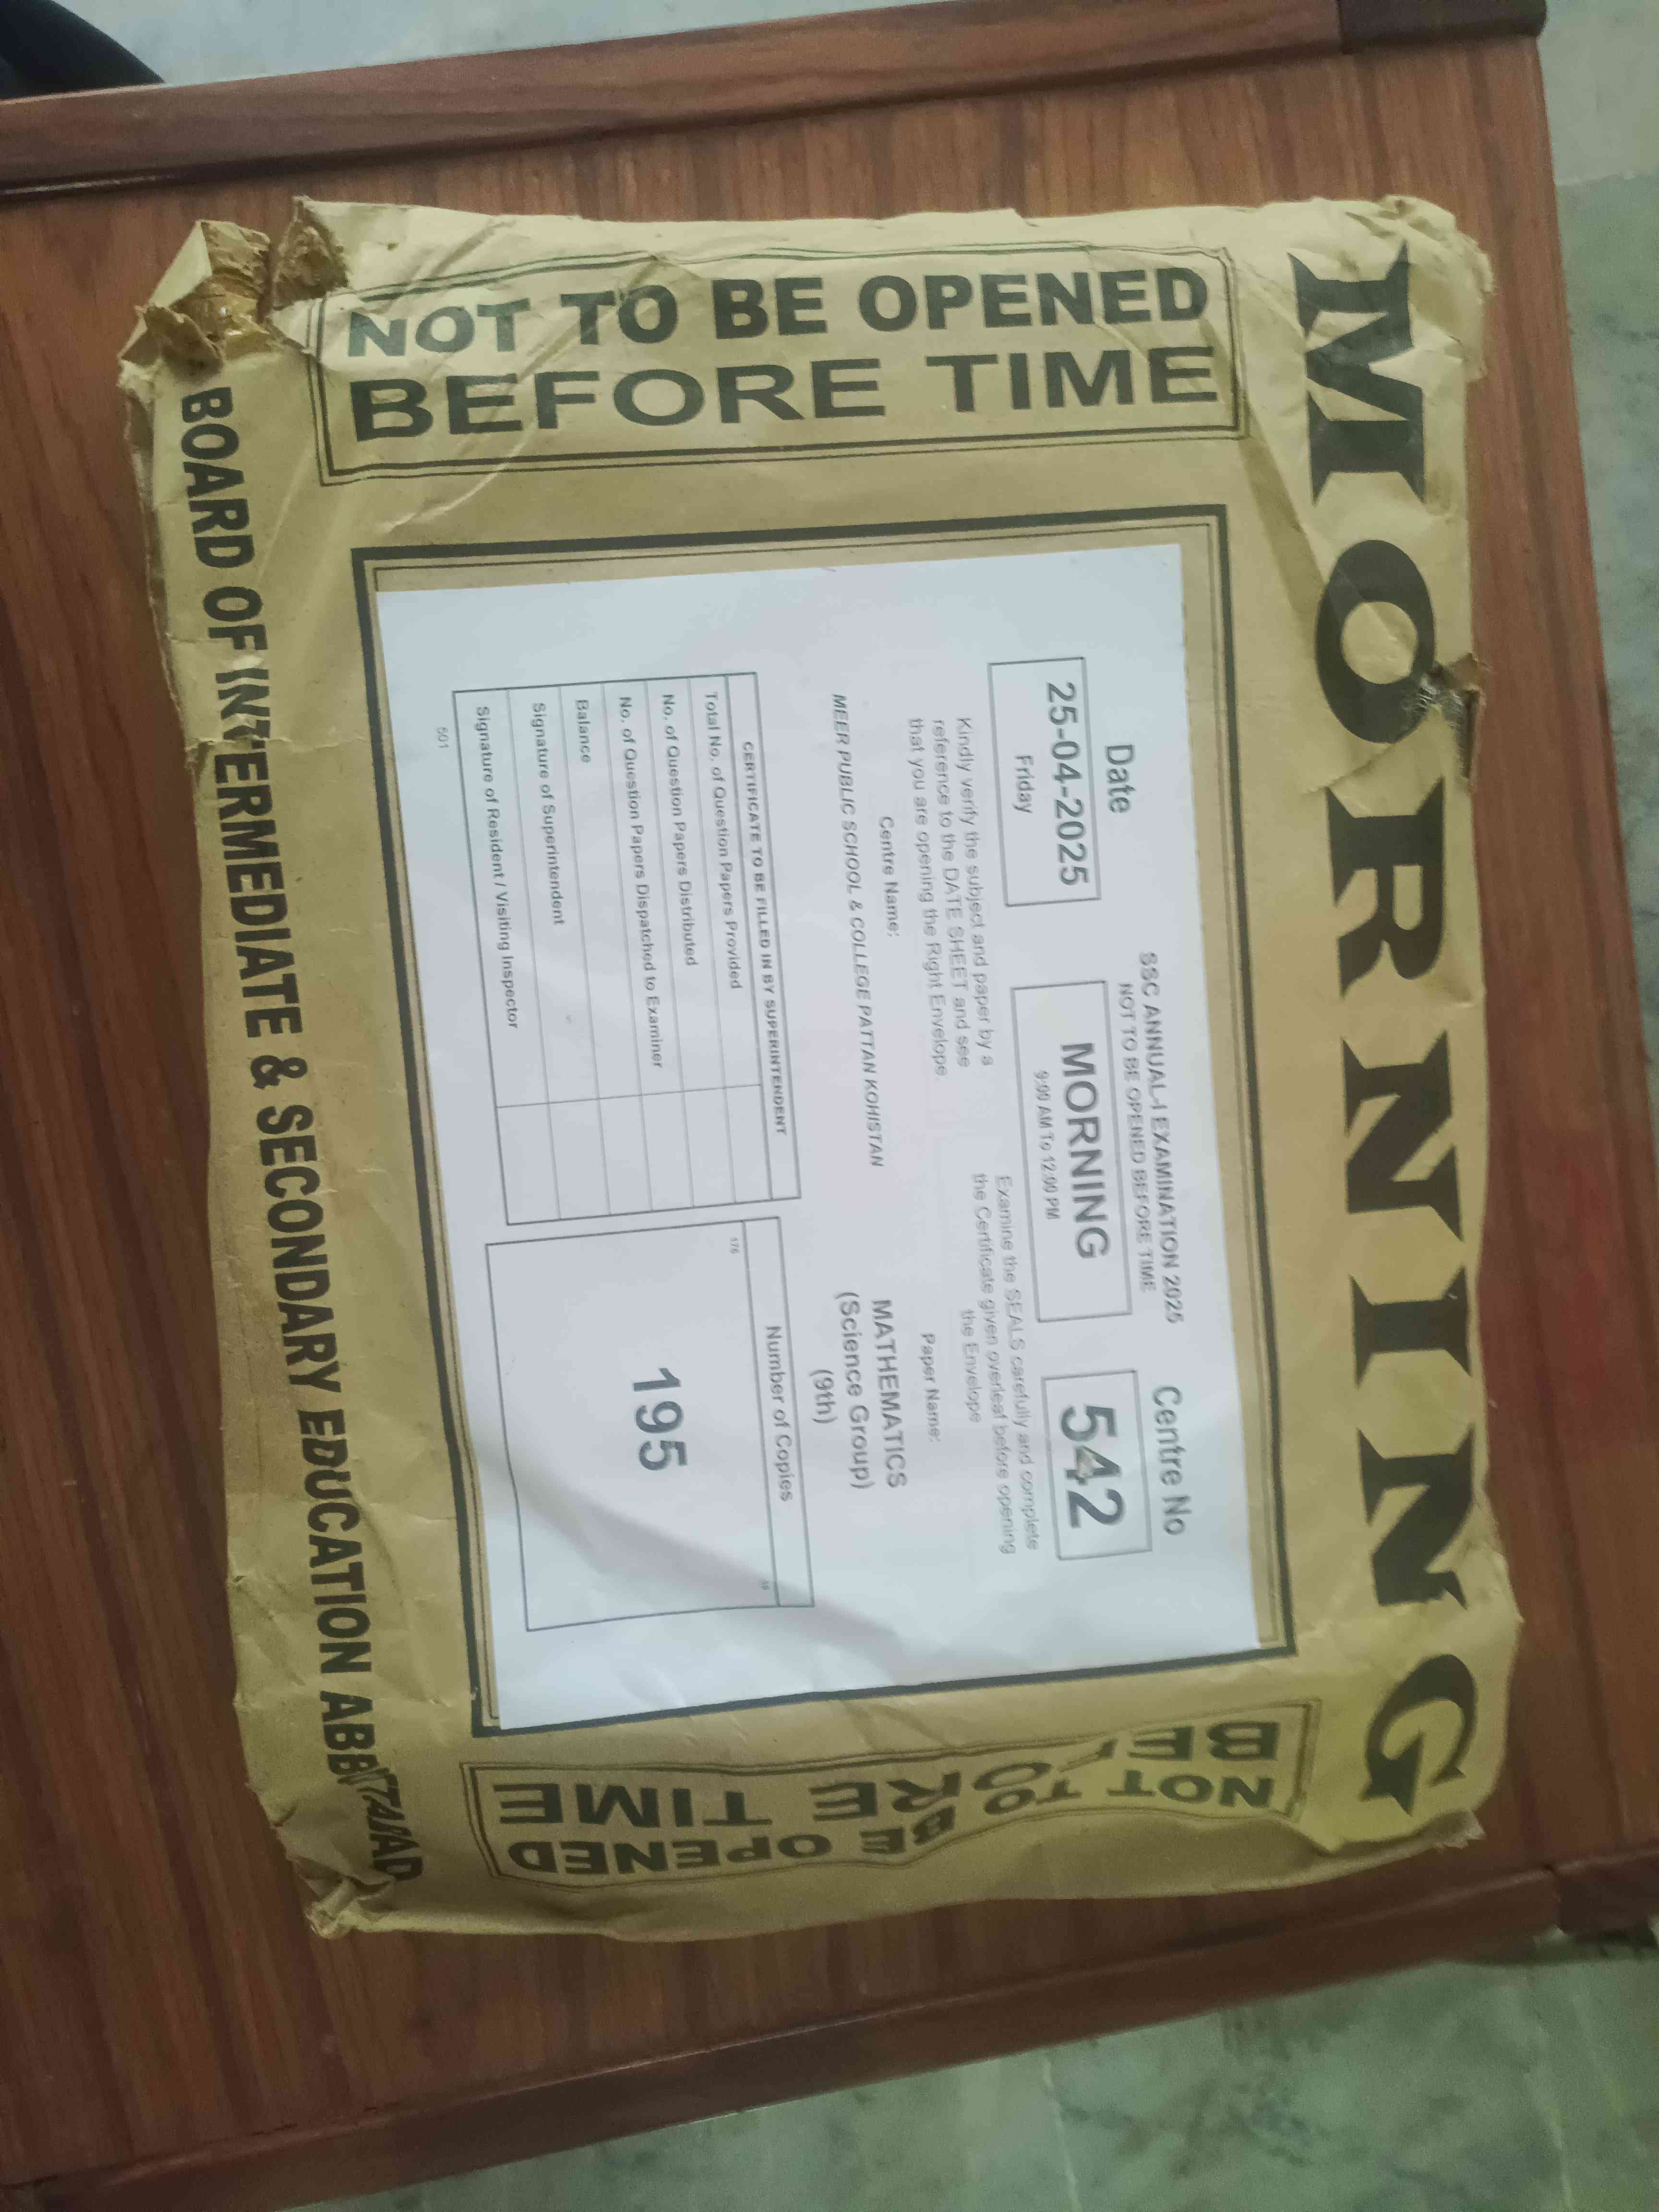 MORNING
NOT TO BE OPENED
BEFORE TIME
SSC ANNUAL-I EXAMINATION 2025
NOT TO BE OPENED BEFORE TIME
Date
25-04-2025
Friday
MORNING
9:00 AM To 12:00 PM
Centre No
542
Kindly verify the subject and paper by a
reference to the DATE SHEET and see
that you are opening the Right Envelope.
Examine the SEALS carefully and complete
the Certificate given overleaf before opening
the Envelope
Centre Name:
MEER PUBLIC SCHOOL & COLLEGE PATTAN KOHISTAN
Paper Name:
MATHEMATICS
(Science Group)
(9th)
CERTIFICATE TO BE FILLED IN BY SUPERINTENDENT
Total No. of Question Papers Provided
No. of Question Papers Distributed
No. of Question Papers Dispatched to Examiner
Balance
Signature of Superintendent
Signature of Resident / Visiting Inspector
501
Number of Copies
176
195
NOT TO BE OPENED
BEFORE TIME
BOARD OF INTERMEDIATE & SECONDARY EDUCATION ABBOTTABAD